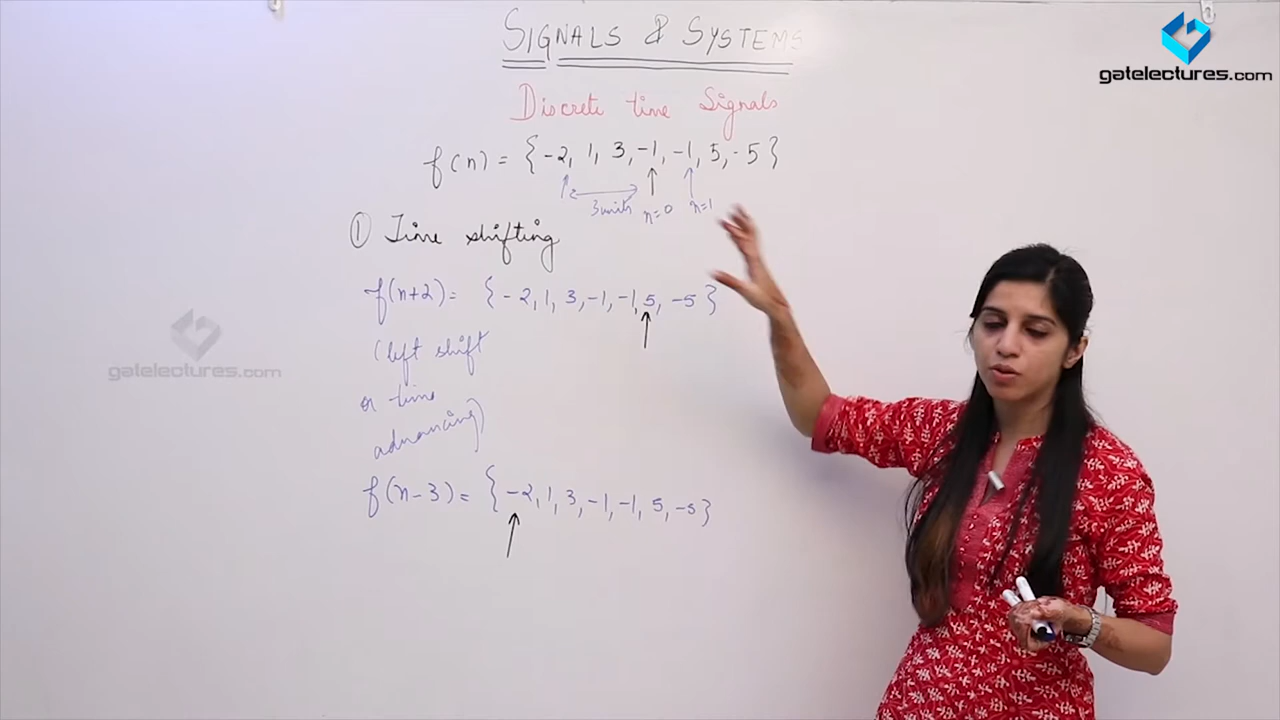 SIGNALS & SYSTEMS
gatelectures.com
Discrete time Signals
f(n) = {-2, 1, 3, -1, -1, 5, -5}
3 units n=0 n=1
① Time shifting
f(n+2) = {-2, 1, 3, -1, -1, 5, -5}
(left shift
or time
advancing)
gatelectures.com
f(n-3) = {-2, 1, 3, -1, -1, 5, -5}